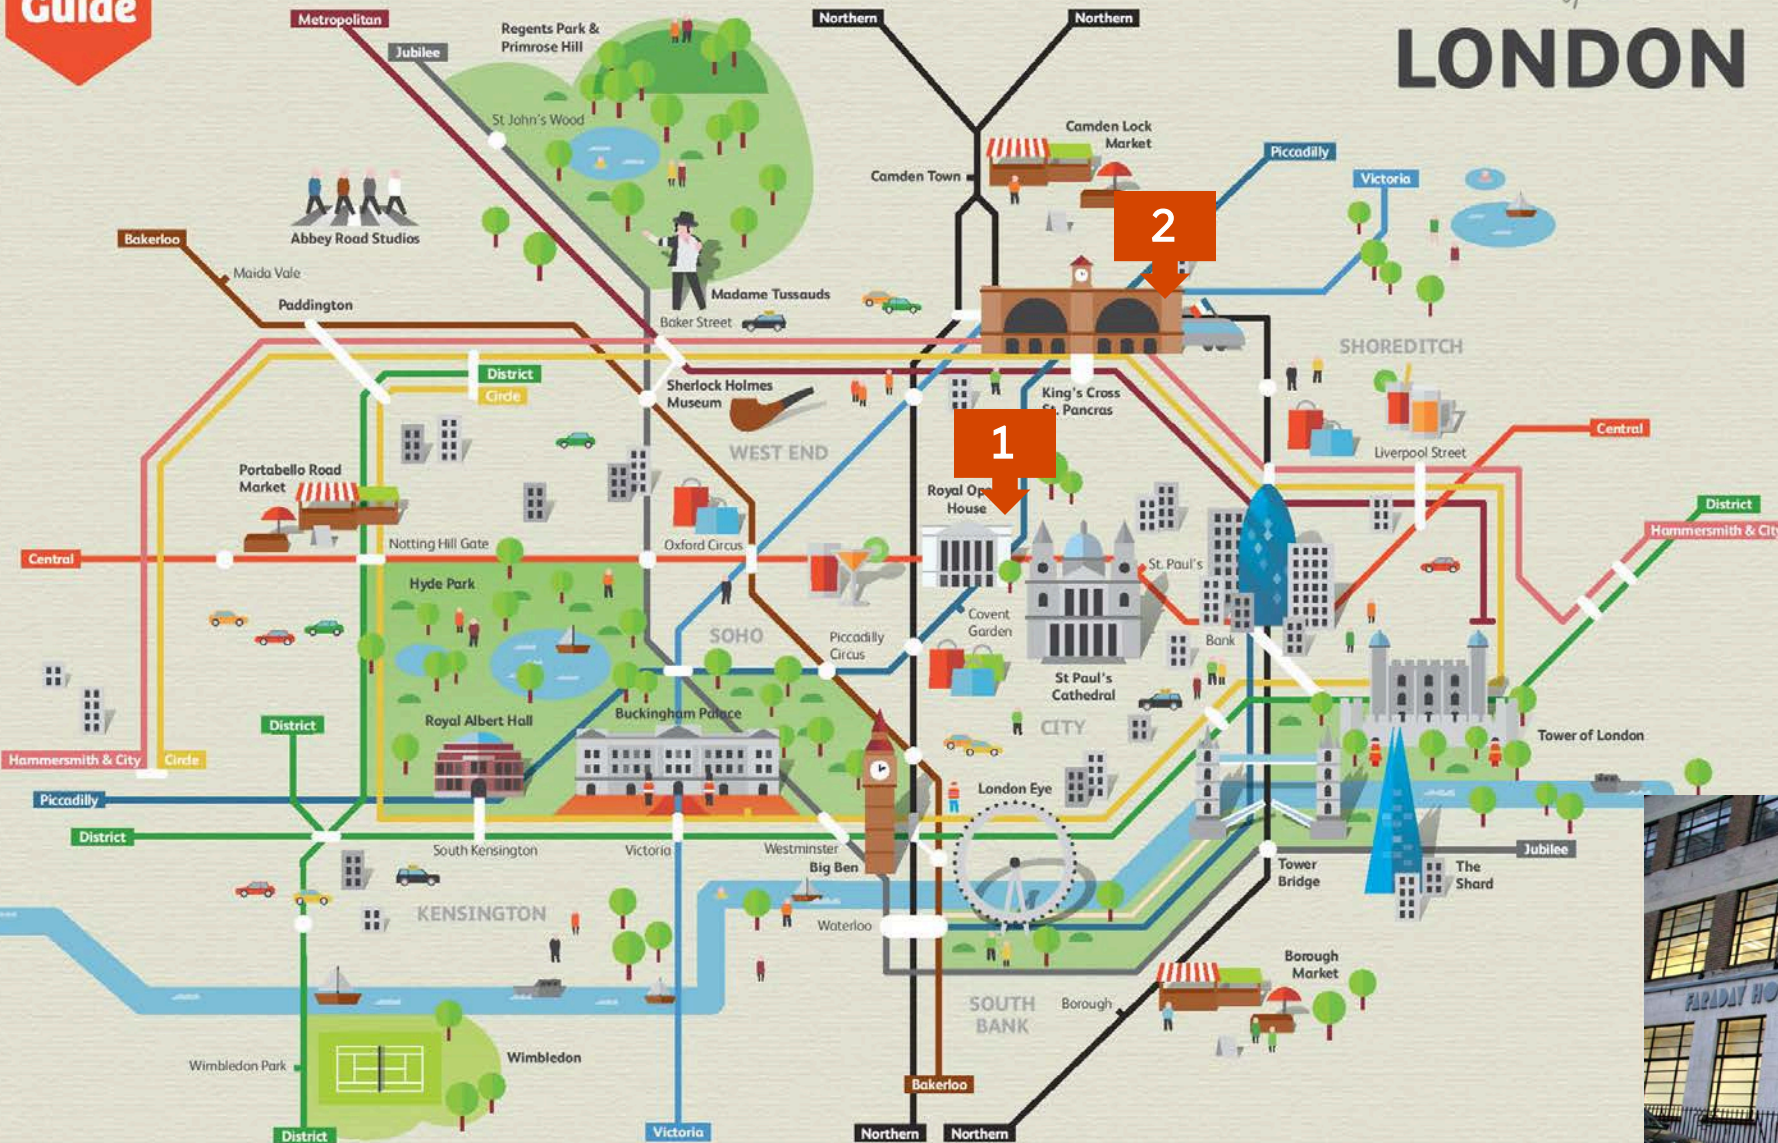 Guide
LONDON
Metropolitan
Jubilee
Regents Park &
Primrose Hill
Northern
Northern
St John's Wood
Camden Lock
Market
Piccadilly
Camden Town
Victoria
Abbey Road Studios
Bakerloo
2
Maida Vale
Paddington
Madame Tussauds
Baker Street
SHOREDITCH
District
Circle
Sherlock Holmes
Museum
King's Cross
St. Pancras
Central
WEST END
1
Liverpool Street
Portabello Road
Market
Royal Op
House
District
Hammersmith & City
Central
Notting Hill Gate
Oxford Circus
St. Paul's
Hyde Park
Covent
Garden
SOHO
Piccadilly
Circus
Bank
St Paul's
Cathedral
District
Royal Albert Hall
Buckingham Palace
CITY
Tower of London
Hammersmith & City
Circle
London Eye
Piccadilly
District
South Kensington
Victoria
Westminster
Big Ben
Tower
Bridge
Jubilee
The
Shard
KENSINGTON
Waterloo
Borough
Market
SOUTH
BANK
Borough
FARADAY HO
Wimbledon Park
Wimbledon
Bakerloo
District
Victoria
Northern
Northern